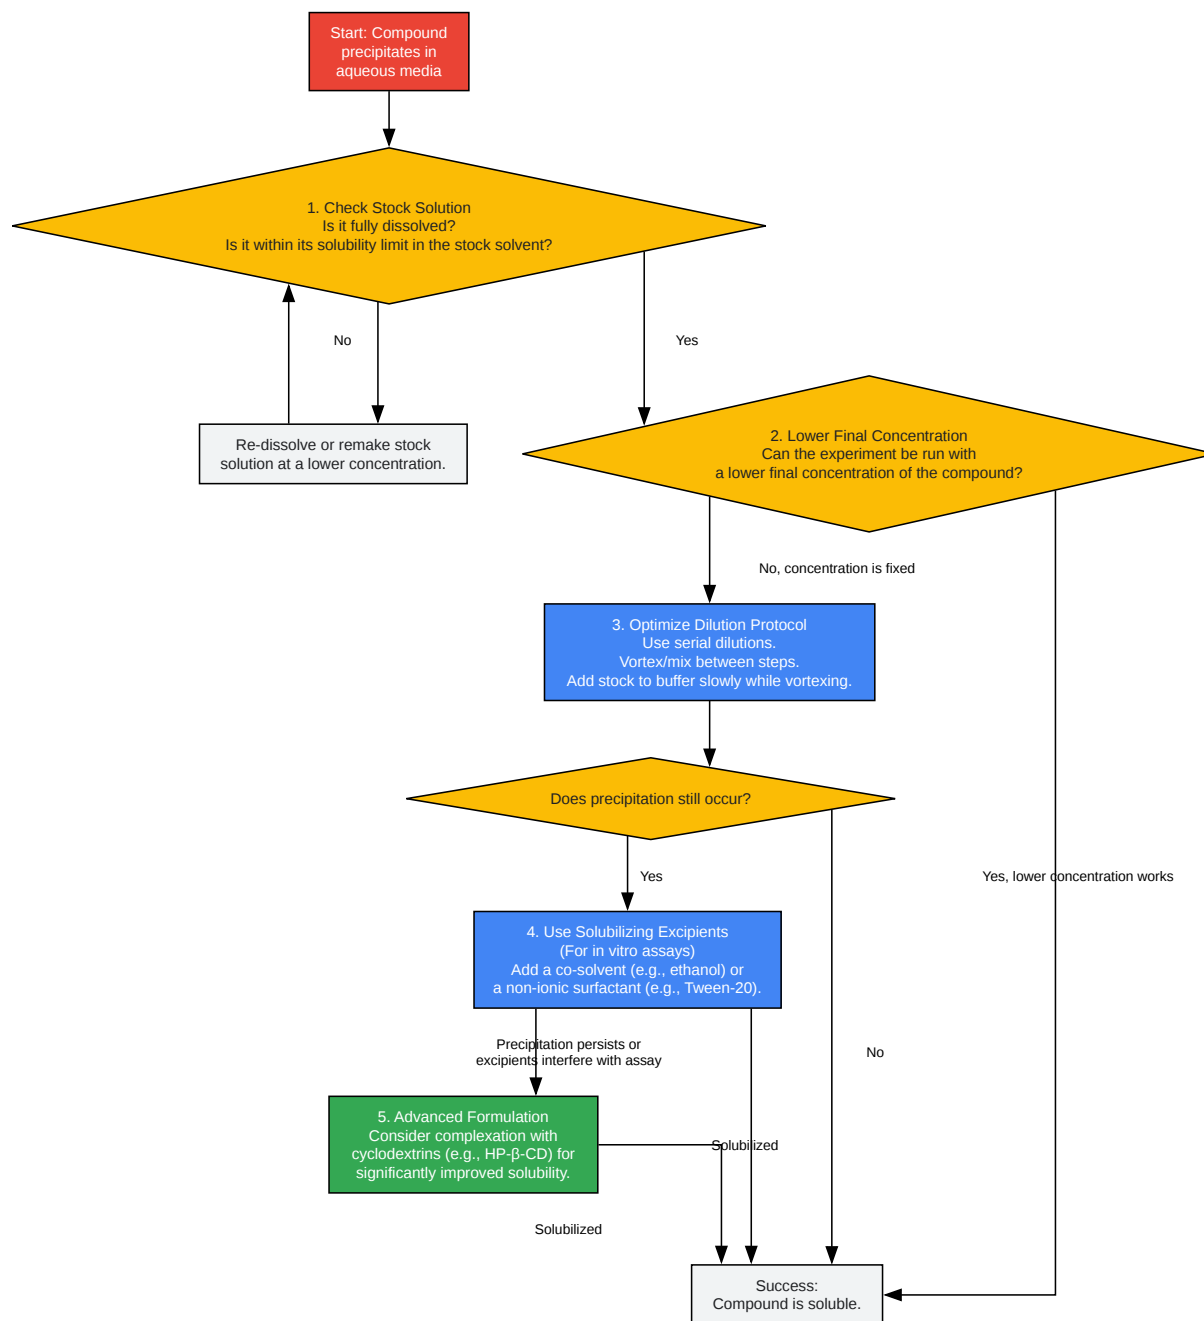 Start: Compound
precipitates in
aqueous media
1. Check Stock Solution
Is it fully dissolved?
Is it within its solubility limit in the stock solvent?
No
Yes
Re-dissolve or remake stock
solution at a lower concentration.
2. Lower Final Concentration
Can the experiment be run with
a lower final concentration of the compound?
No, concentration is fixed
3. Optimize Dilution Protocol
Use serial dilutions.
Vortex/mix between steps.
Add stock to buffer slowly while vortexing.
Does precipitation still occur?
Yes
Yes, lower concentration works
4. Use Solubilizing Excipients
(For in vitro assays)
Add a co-solvent (e.g., ethanol) or
a non-ionic surfactant (e.g., Tween-20).
Precipitation persists or
excipients interfere with assay
No
5. Advanced Formulation
Consider complexation with
cyclodextrins (e.g., HP-β-CD) for
significantly improved solubility.
Solubilized
Solubilized
Success:
Compound is soluble.